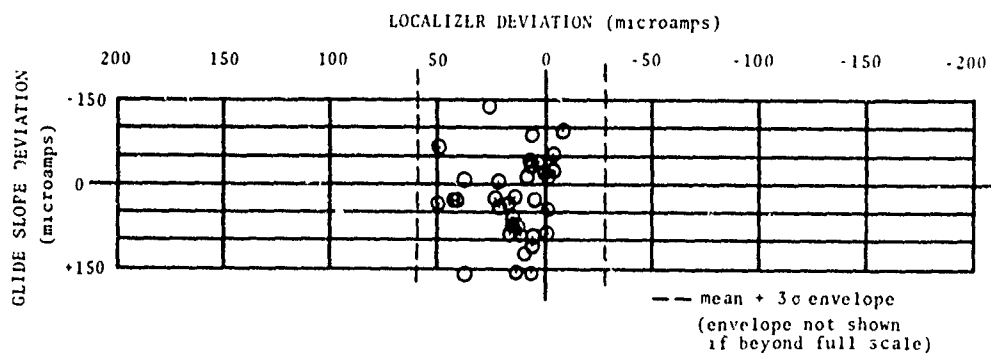 LOCALIZER DEVIATION (microamps)
200 150 100 50 0 -50 -100 -150 -200
GLIDE SLOPE DEVIATION
(microamps)
-150
0
+150
mean + 3σ envelope
(envelope not shown
if beyond full scale)